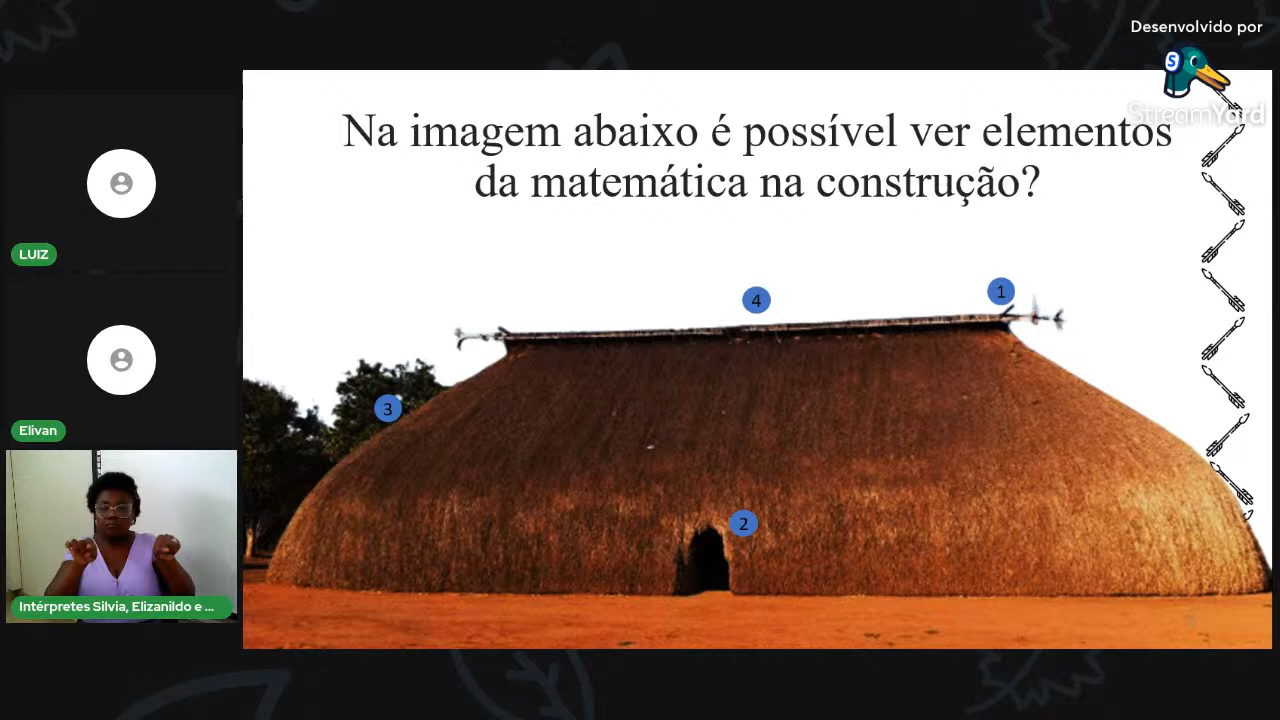 Desenvolvido por
StreamYard
Na imagem abaixo é possível ver elementos
da matemática na construção?
4
1
3
2
LUIZ
Elivan
Intérpretes Silvia, Elizanildo e ...